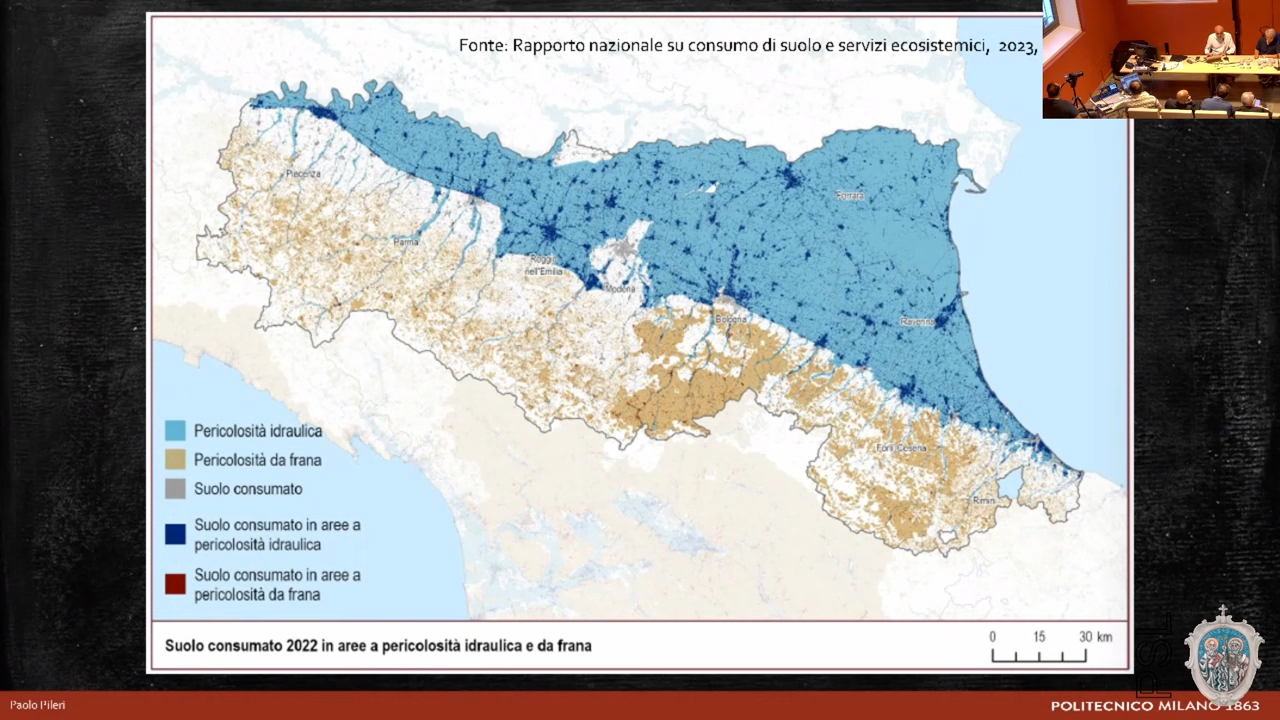 Fonte: Rapporto nazionale su consumo di suolo e servizi ecosistemici, 2023,
Piacenza
Ferrara
Parma
Reggio
nell'Emilia
Modena
Bologna
Ravenna
Forlì-Cesena
Rimini
Pericolosità idraulica
Pericolosità da frana
Suolo consumato
Suolo consumato in aree a
pericolosità idraulica
Suolo consumato in aree a
pericolosità da frana
Suolo consumato 2022 in aree a pericolosità idraulica e da frana
0 15 30 km
Paolo Pileri
POLITECNICO MILANO 1863